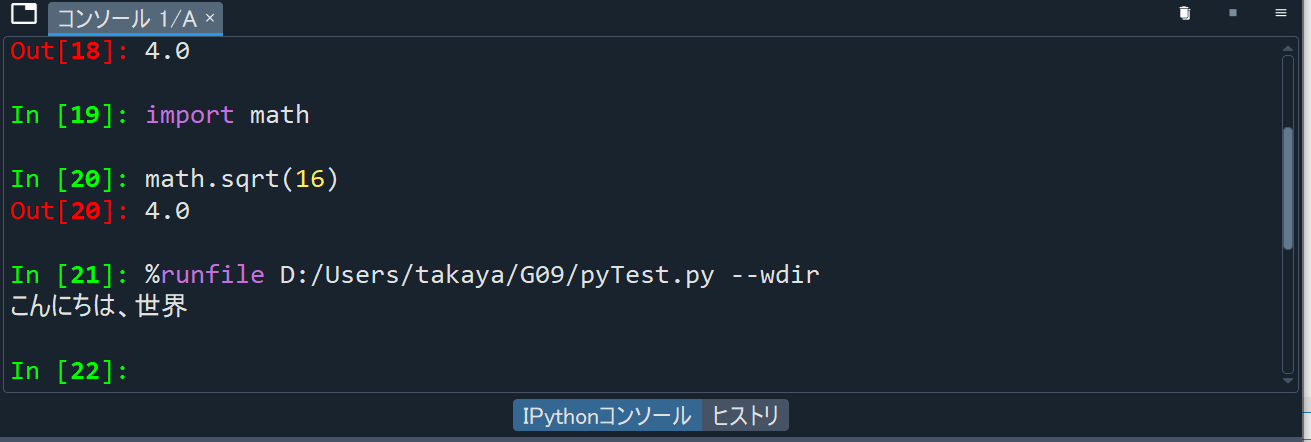 コンソール 1/A ×
Out[18]: 4.0
In [19]: import math
In [20]: math.sqrt(16)
Out[20]: 4.0
In [21]: %runfile D:/Users/takaya/G09/pyTest.py --wdir
こんにちは、世界
In [22]:
IPythonコンソール ヒストリ